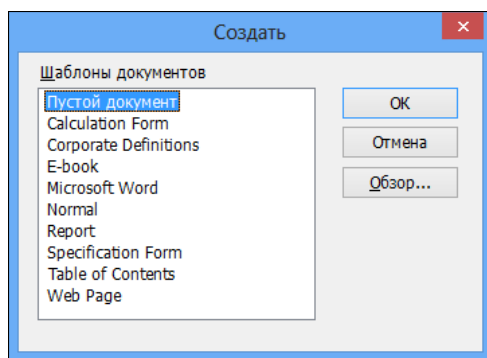 Создать
Шаблоны документов
Пустой документ
Calculation Form
Corporate Definitions
E-book
Microsoft Word
Normal
Report
Specification Form
Table of Contents
Web Page
ОК
Отмена
Обзор...